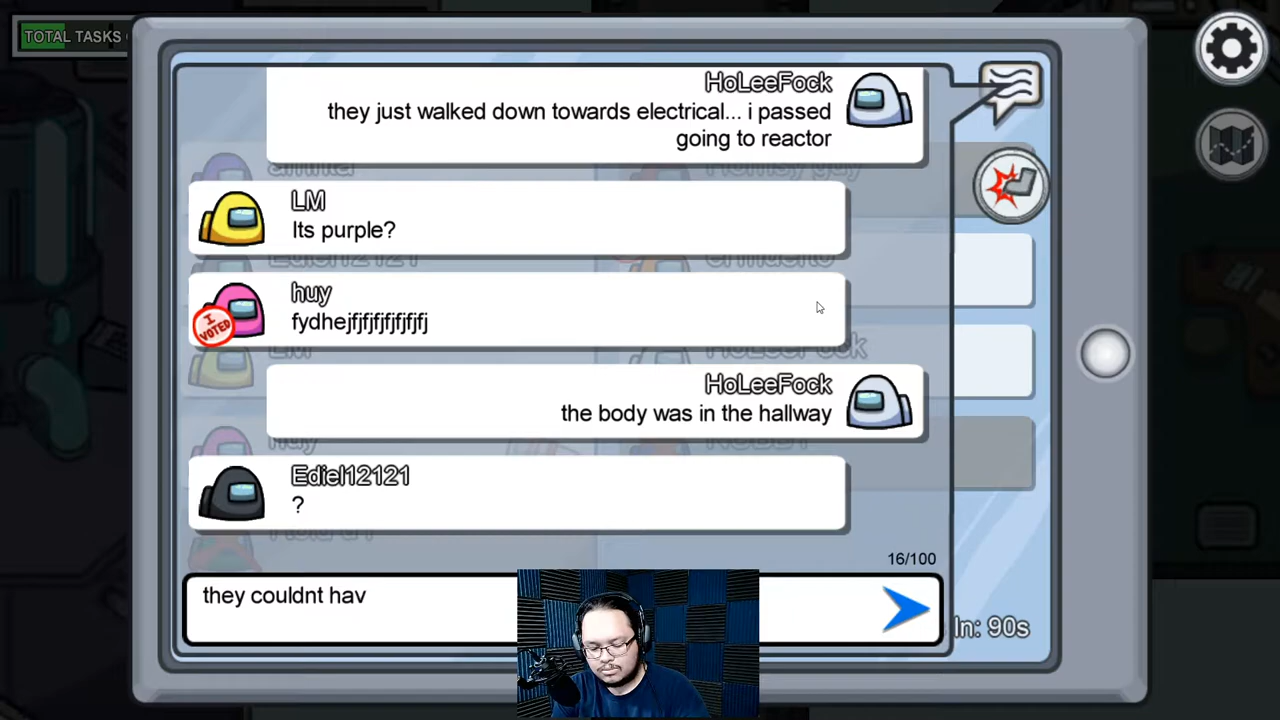 TOTAL TASKS
HoLeeFock
they just walked down towards electrical... i passed
going to reactor
LM
Its purple?
huy
fydhejfjfjfjfjfjfjfj
I
VOTED
HoLeeFock
the body was in the hallway
Ediel12121
?
16/100
they couldnt hav
In: 90s